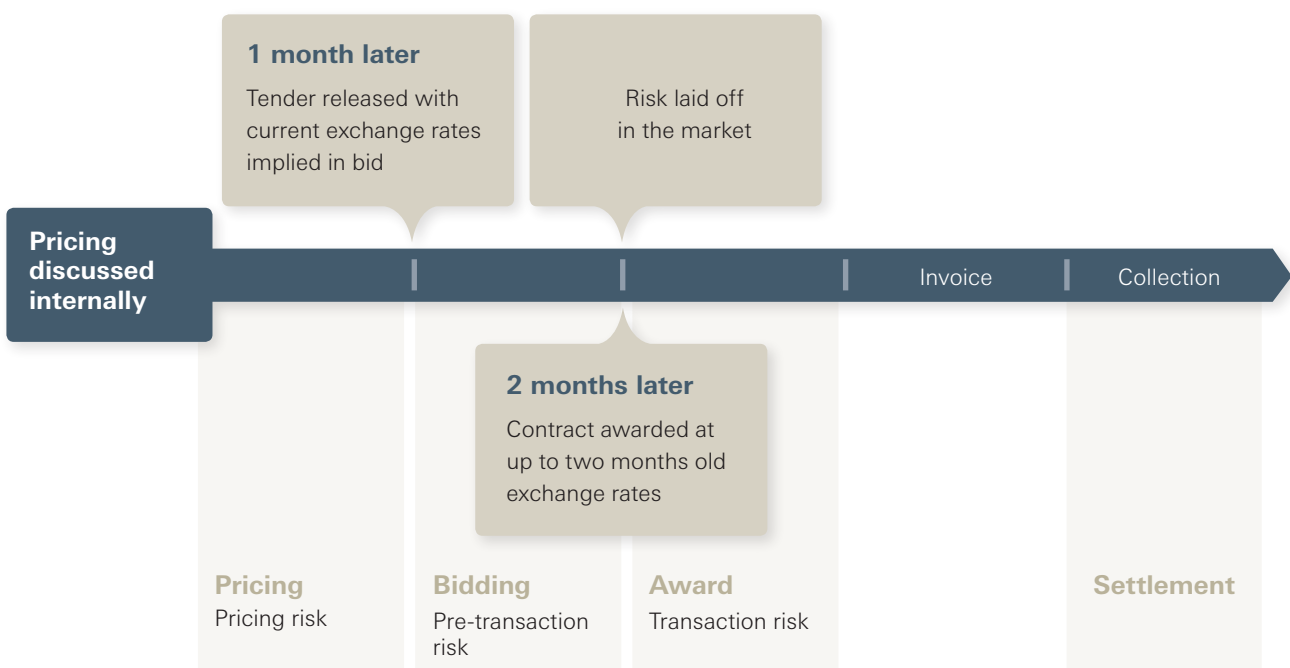 1 month later
Tender released with
current exchange rates
implied in bid
Risk laid off
in the market
Pricing
discussed
internally
Invoice
Collection
2 months later
Contract awarded at
up to two months old
exchange rates
Pricing
Pricing risk
Bidding
Pre-transaction
risk
Award
Transaction risk
Settlement